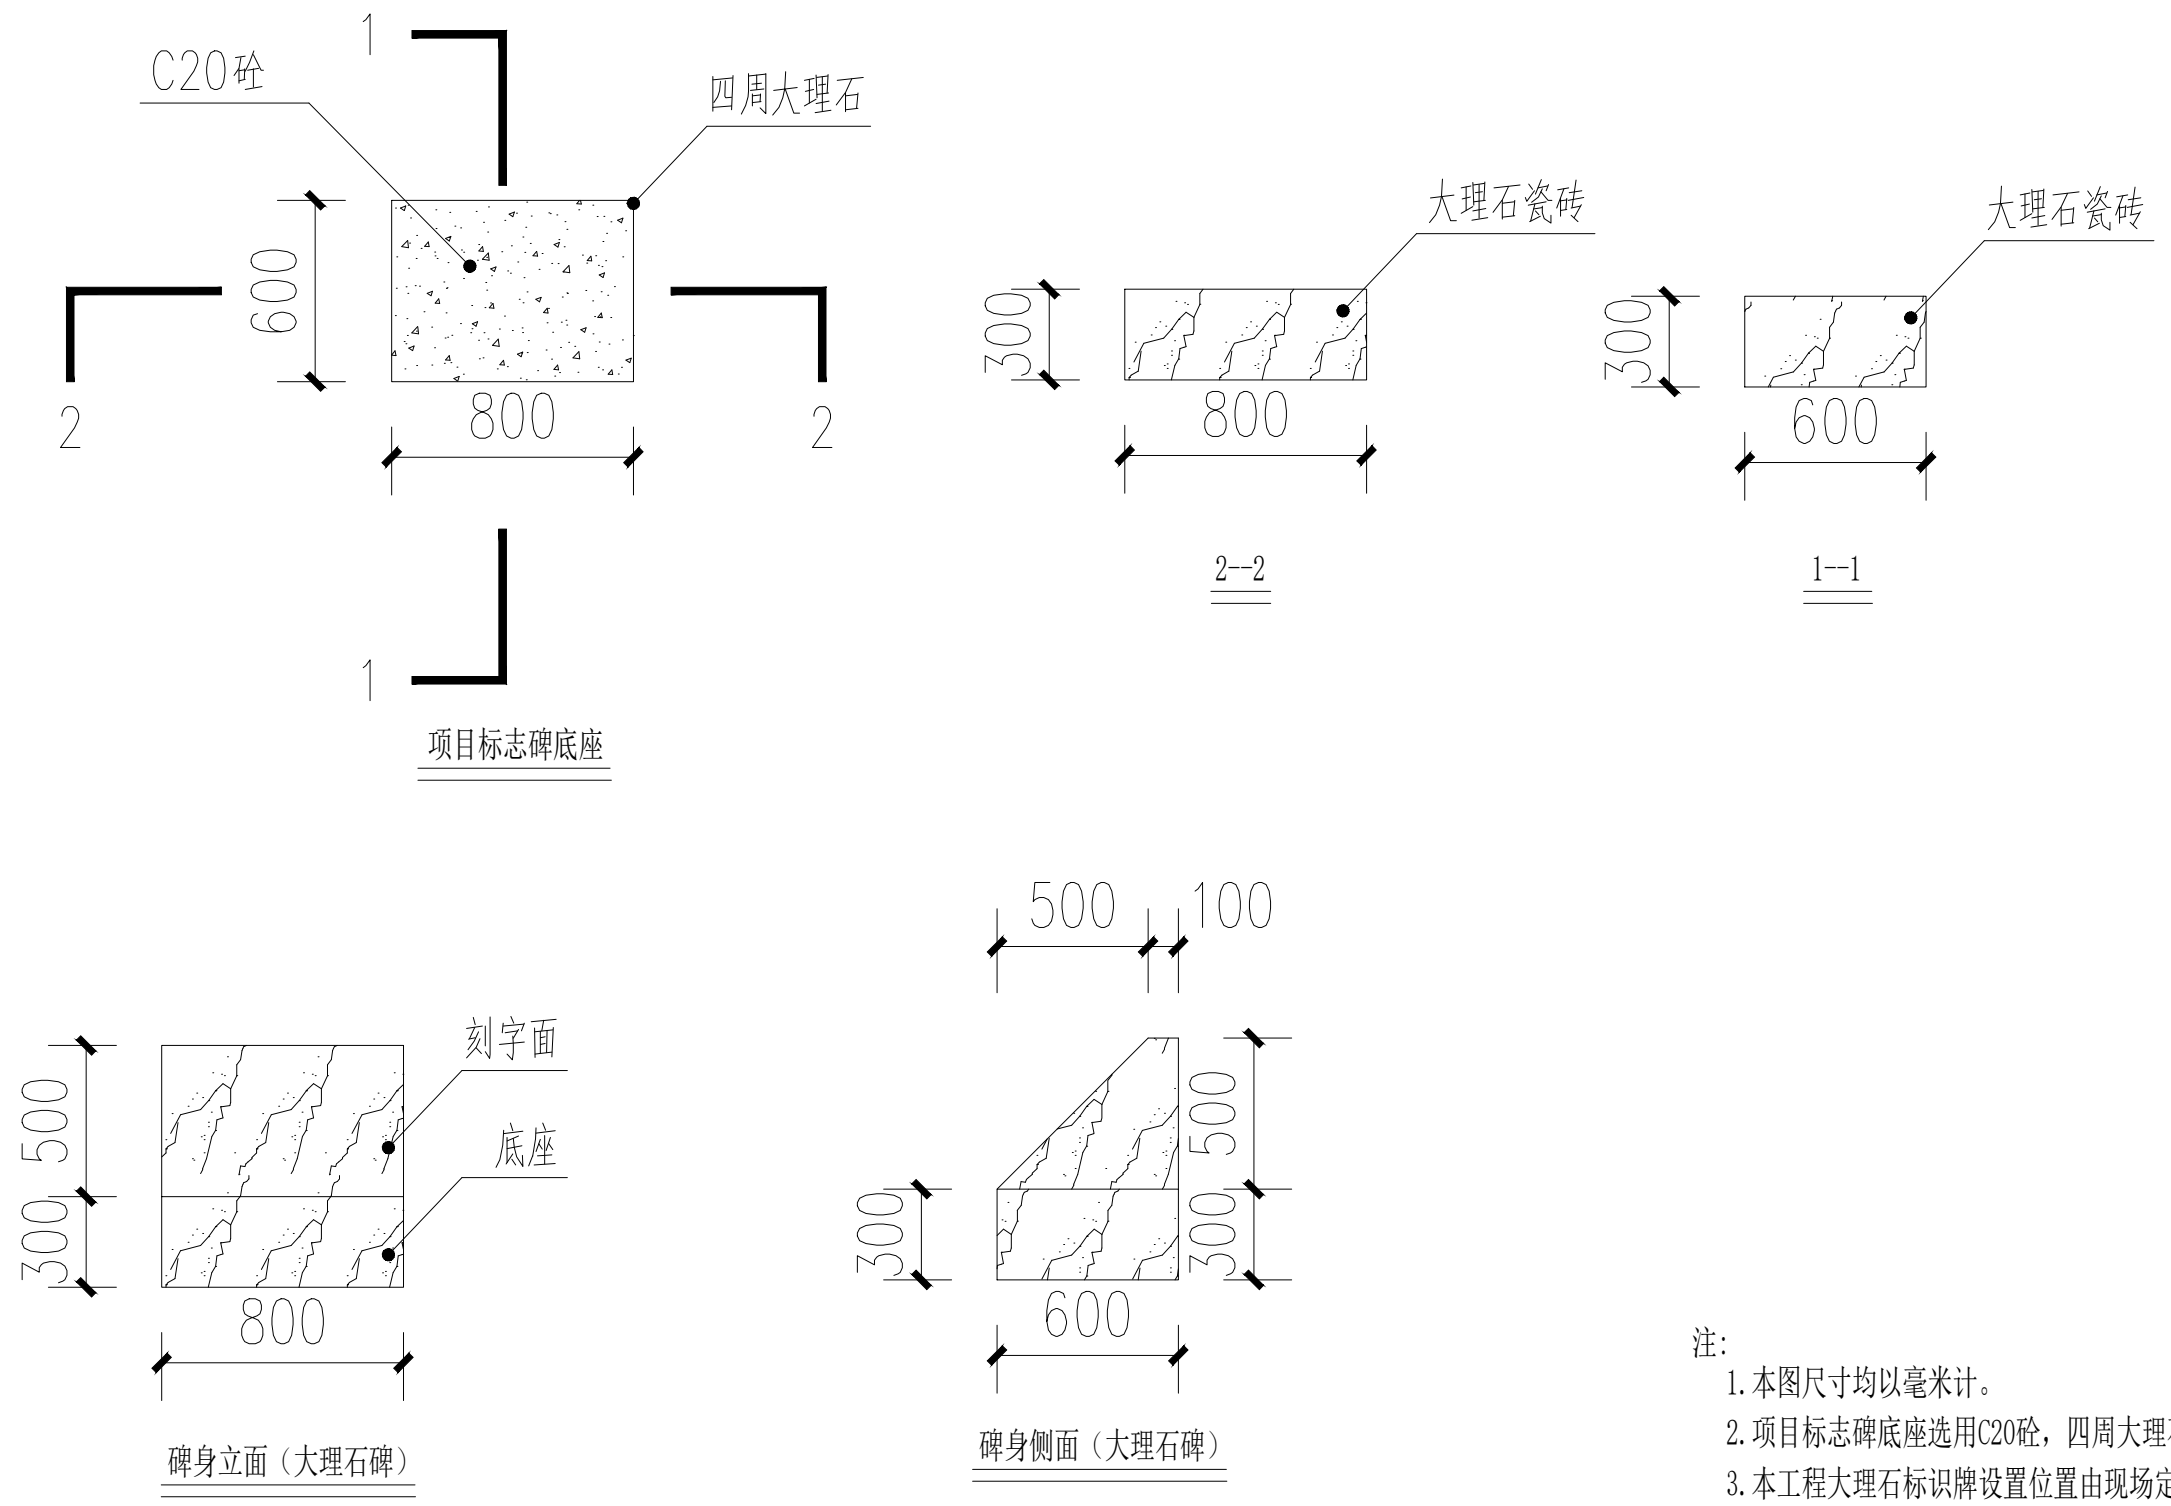 1
C20砼
四周大理石
大理石瓷砖
大理石瓷砖
600
300
300
2
800
2
800
600
2--2
1--1
1
项目标志碑底座
500
100
刻字面
500
底座
500
300
300
300
800
600
注:
1.本图尺寸均以毫米计。
碑身立面（大理石碑）
碑身侧面（大理石碑）
2.项目标志碑底座选用C20砼，四周大理
3.本工程大理石标识牌设置位置由现场